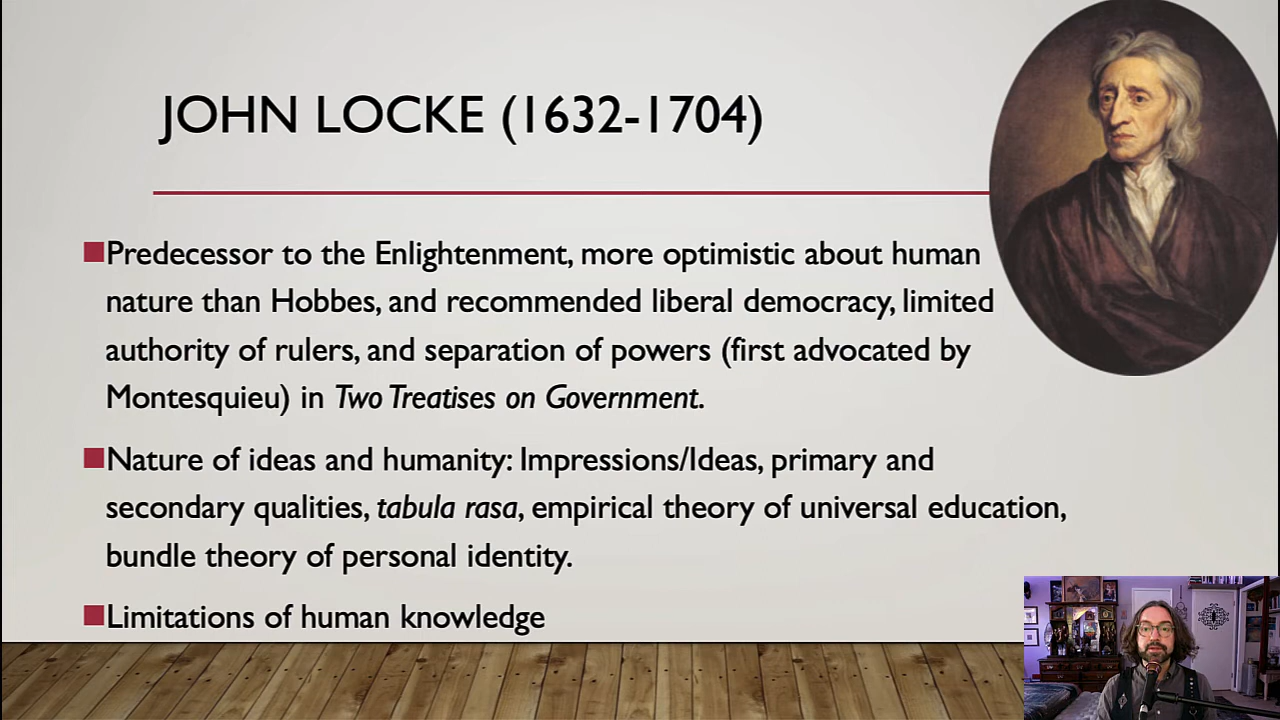 JOHN LOCKE (1632-1704)
Predecessor to the Enlightenment, more optimistic about human
nature than Hobbes, and recommended liberal democracy, limited
authority of rulers, and separation of powers (first advocated by
Montesquieu) in Two Treatises on Government.
Nature of ideas and humanity: Impressions/Ideas, primary and
secondary qualities, tabula rasa, empirical theory of universal education,
bundle theory of personal identity.
Limitations of human knowledge